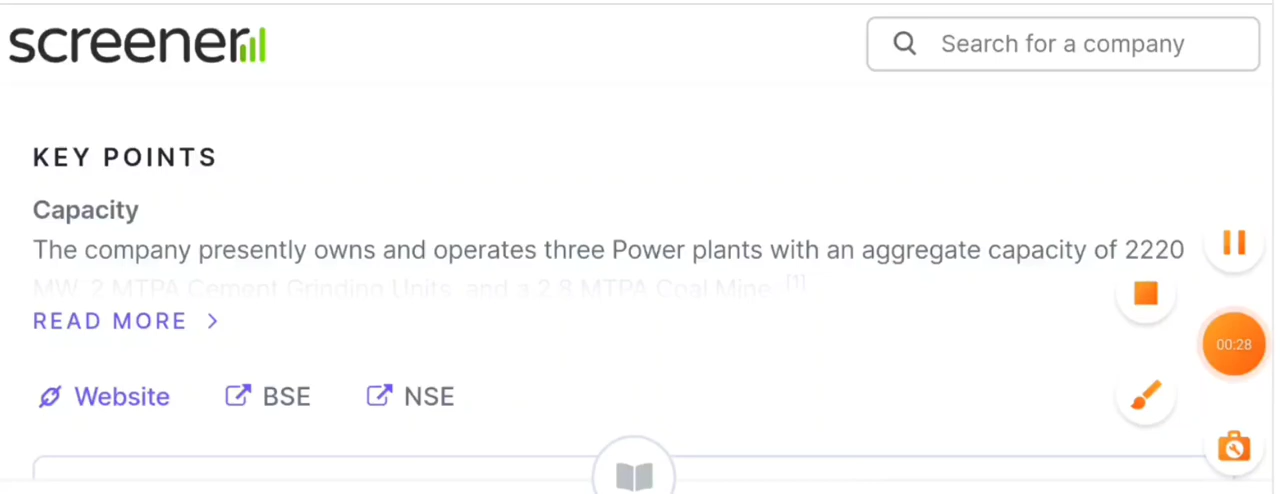 screener
Search for a company
KEY POINTS
Capacity
The company presently owns and operates three Power plants with an aggregate capacity of 2220
MW, 2 MTPA Cement Grinding Units, and a 2.8 MTPA Coal Mine. [1]
READ MORE >
00:28
Website BSE NSE